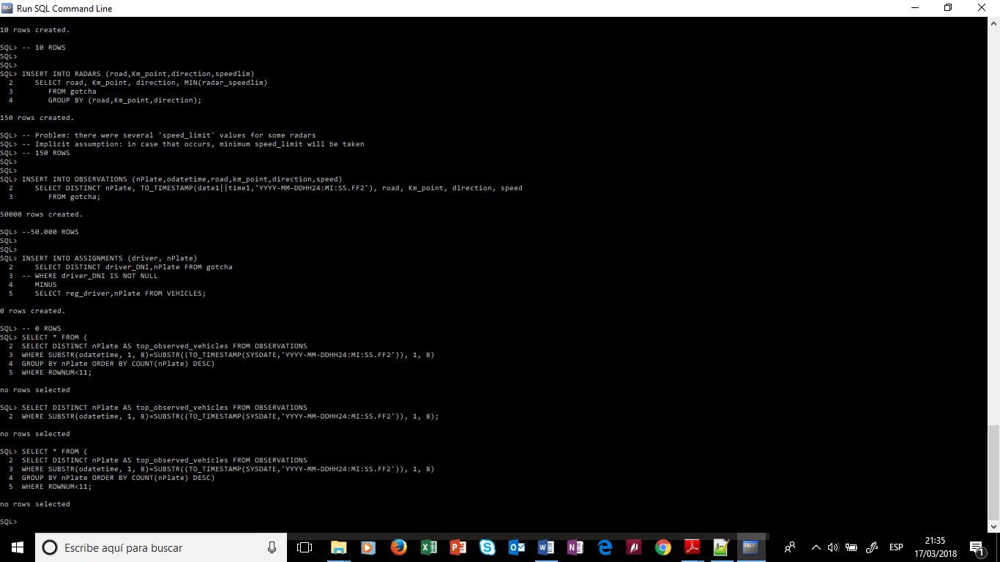 Run SQL Command Line
10 rows created.
SQL> -- 10 ROWS
SQL>
SQL>
SQL> INSERT INTO RADARS (road,Km_point,direction,speedlim)
2 SELECT road, Km_point, direction, MIN(radar_speedlim)
3 FROM gotcha
4 GROUP BY (road,Km_point,direction);
150 rows created.
SQL> -- Problem: there were several 'speed_limit' values for some radars
SQL> -- Implicit assumption: in case that occurs, minimum speed_limit will be taken
SQL> -- 150 ROWS
SQL>
SQL>
SQL> INSERT INTO OBSERVATIONS (nPlate,odatetime,road,km_point,direction,speed)
2 SELECT DISTINCT nPlate, TO_TIMESTAMP(date1||time1,'YYYY-MM-DDHH24:MI:SS.FF2'), road, Km_point, direction, speed
3 FROM gotcha;
50000 rows created.
SQL> --50.000 ROWS
SQL>
SQL>
SQL> INSERT INTO ASSIGNMENTS (driver, nPlate)
2 SELECT DISTINCT driver_DNI,nPlate FROM gotcha
3 -- WHERE driver_DNI IS NOT NULL
4 MINUS
5 SELECT reg_driver,nPlate FROM VEHICLES;
0 rows created.
SQL> -- 0 ROWS
SQL> SELECT * FROM (
2 SELECT DISTINCT nPlate AS top_observed_vehicles FROM OBSERVATIONS
3 WHERE SUBSTR(odatetime, 1, 8)=SUBSTR((TO_TIMESTAMP(SYSDATE,'YYYY-MM-DDHH24:MI:SS.FF2')), 1, 8)
4 GROUP BY nPlate ORDER BY COUNT(nPlate) DESC)
5 WHERE ROWNUM<11;
no rows selected
SQL> SELECT DISTINCT nPlate AS top_observed_vehicles FROM OBSERVATIONS
2 WHERE SUBSTR(odatetime, 1, 8)=SUBSTR((TO_TIMESTAMP(SYSDATE,'YYYY-MM-DDHH24:MI:SS.FF2')), 1, 8);
no rows selected
SQL> SELECT * FROM (
2 SELECT DISTINCT nPlate AS top_observed_vehicles FROM OBSERVATIONS
3 WHERE SUBSTR(odatetime, 1, 8)=SUBSTR((TO_TIMESTAMP(SYSDATE,'YYYY-MM-DDHH24:MI:SS.FF2')), 1, 8)
4 GROUP BY nPlate ORDER BY COUNT(nPlate) DESC)
5 WHERE ROWNUM<11;
no rows selected
SQL>
Escribe aquí para buscar
ESP
21:35
17/03/2018
1